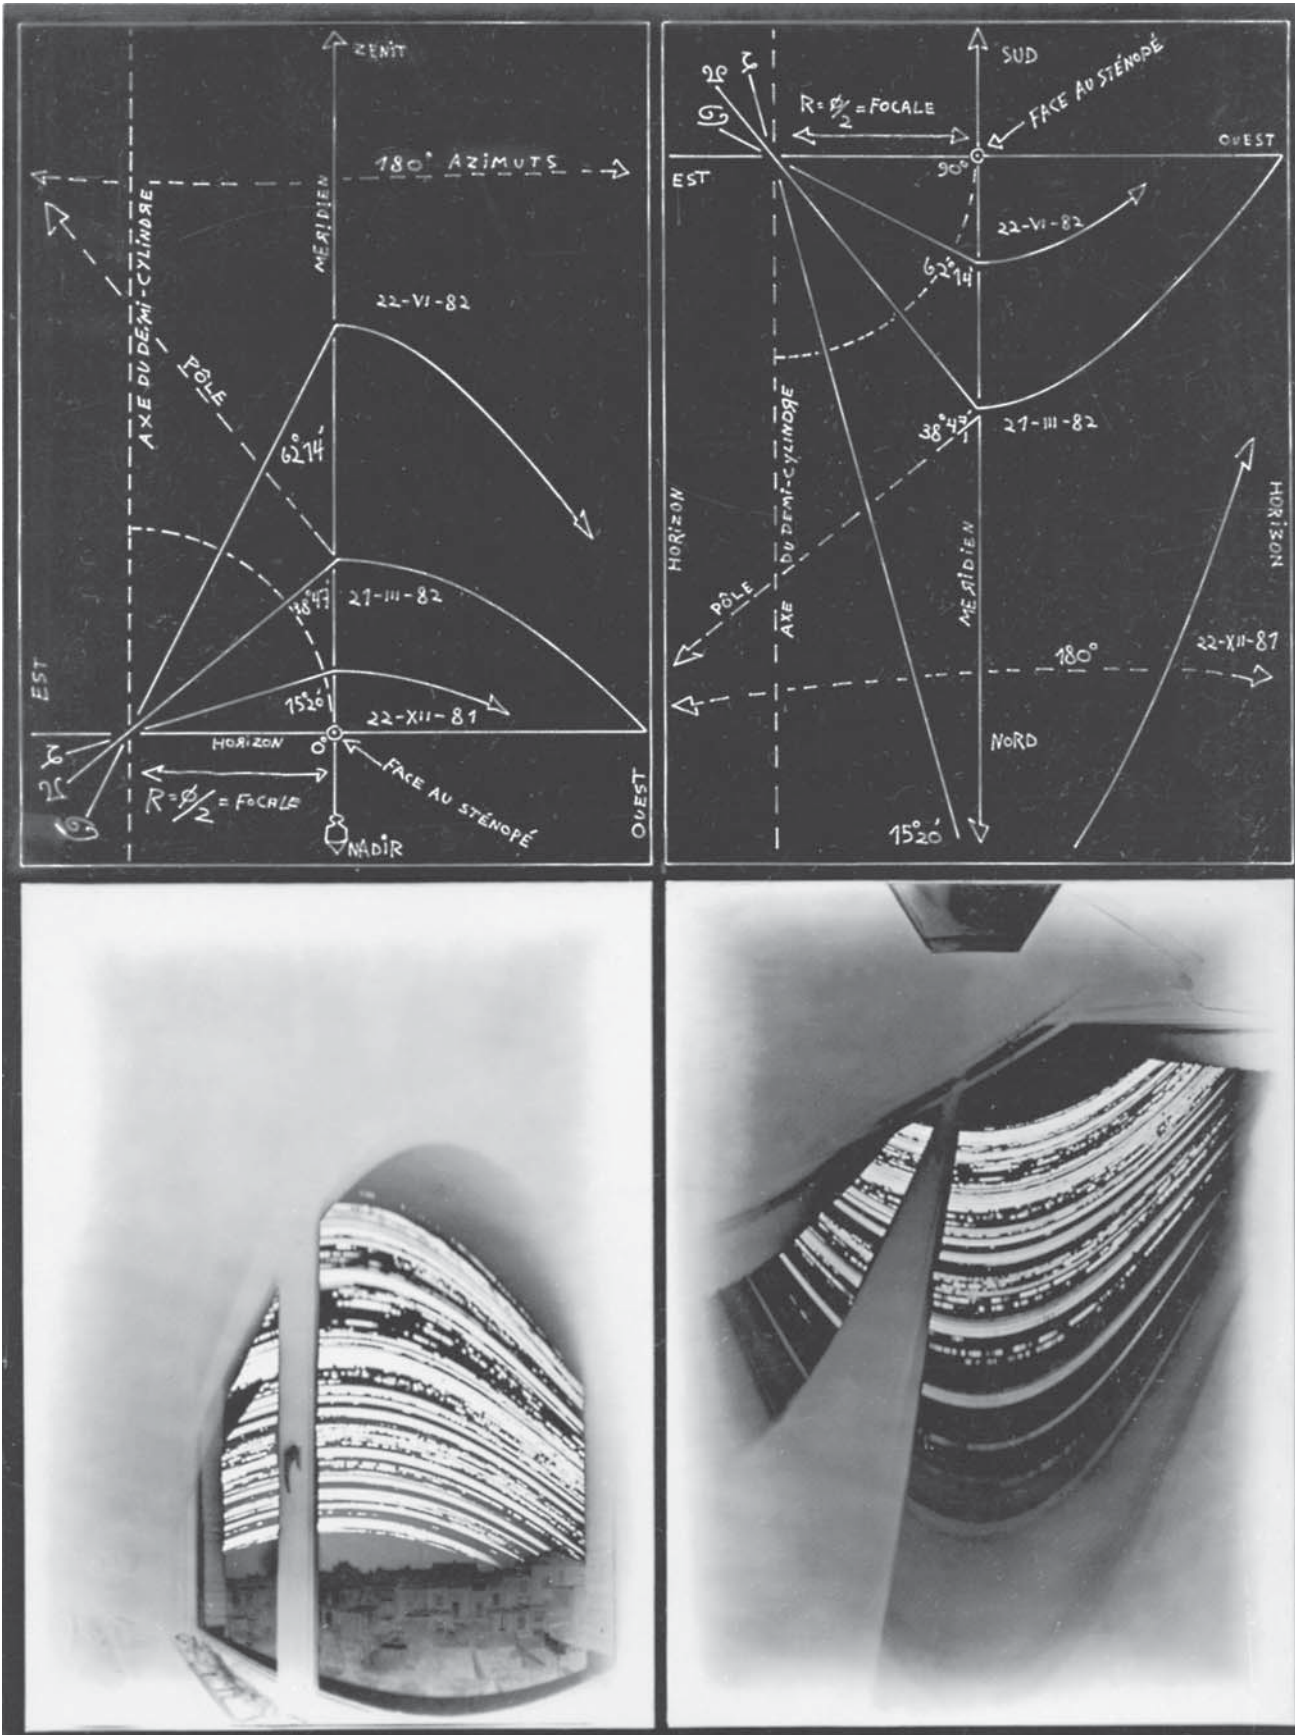 ZENIT
180° AZIMUTS
AXE DU DEMI-CYLINDRE
MERIDIEN
22-VI-82
PÔLE
62°14'
38°47'
21-III-82
EST
15°20'
22-XII-81
HORIZON
0°
R=Ø/2 = FOCALE
FACE AU STÉNOPÉ
OUEST
NADIR
SUD
FACE AU STÉNOPÉ
R=Ø/2 = FOCALE
OUEST
EST
90°
22-VI-82
62°14'
38°47'
21-III-82
HORIZON
AXE DU DEMI-CYLINDRE
MERIDIEN
HORIZON
PÔLE
180°
22-XII-81
NORD
15°20'